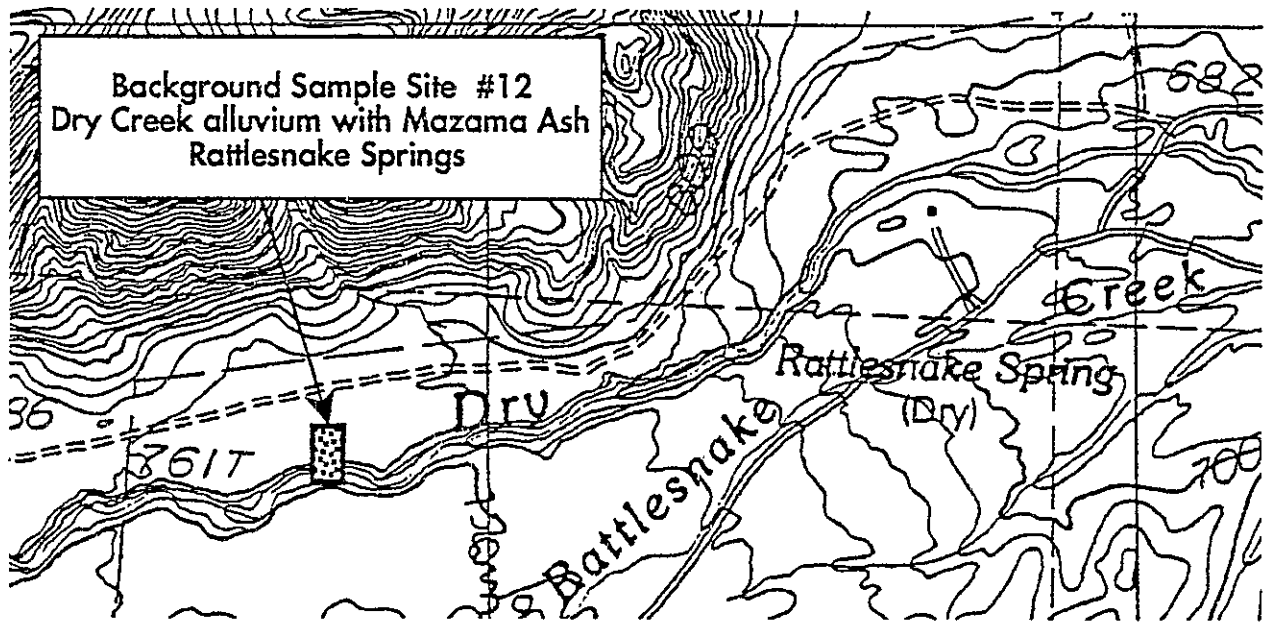 Background Sample Site #12
Dry Creek alluvium with Mazama Ash
Rattlesnake Springs
682
Creek
Rattlesnake Spring
(Dry)
Dry
Rattlesnake
86
761T
700